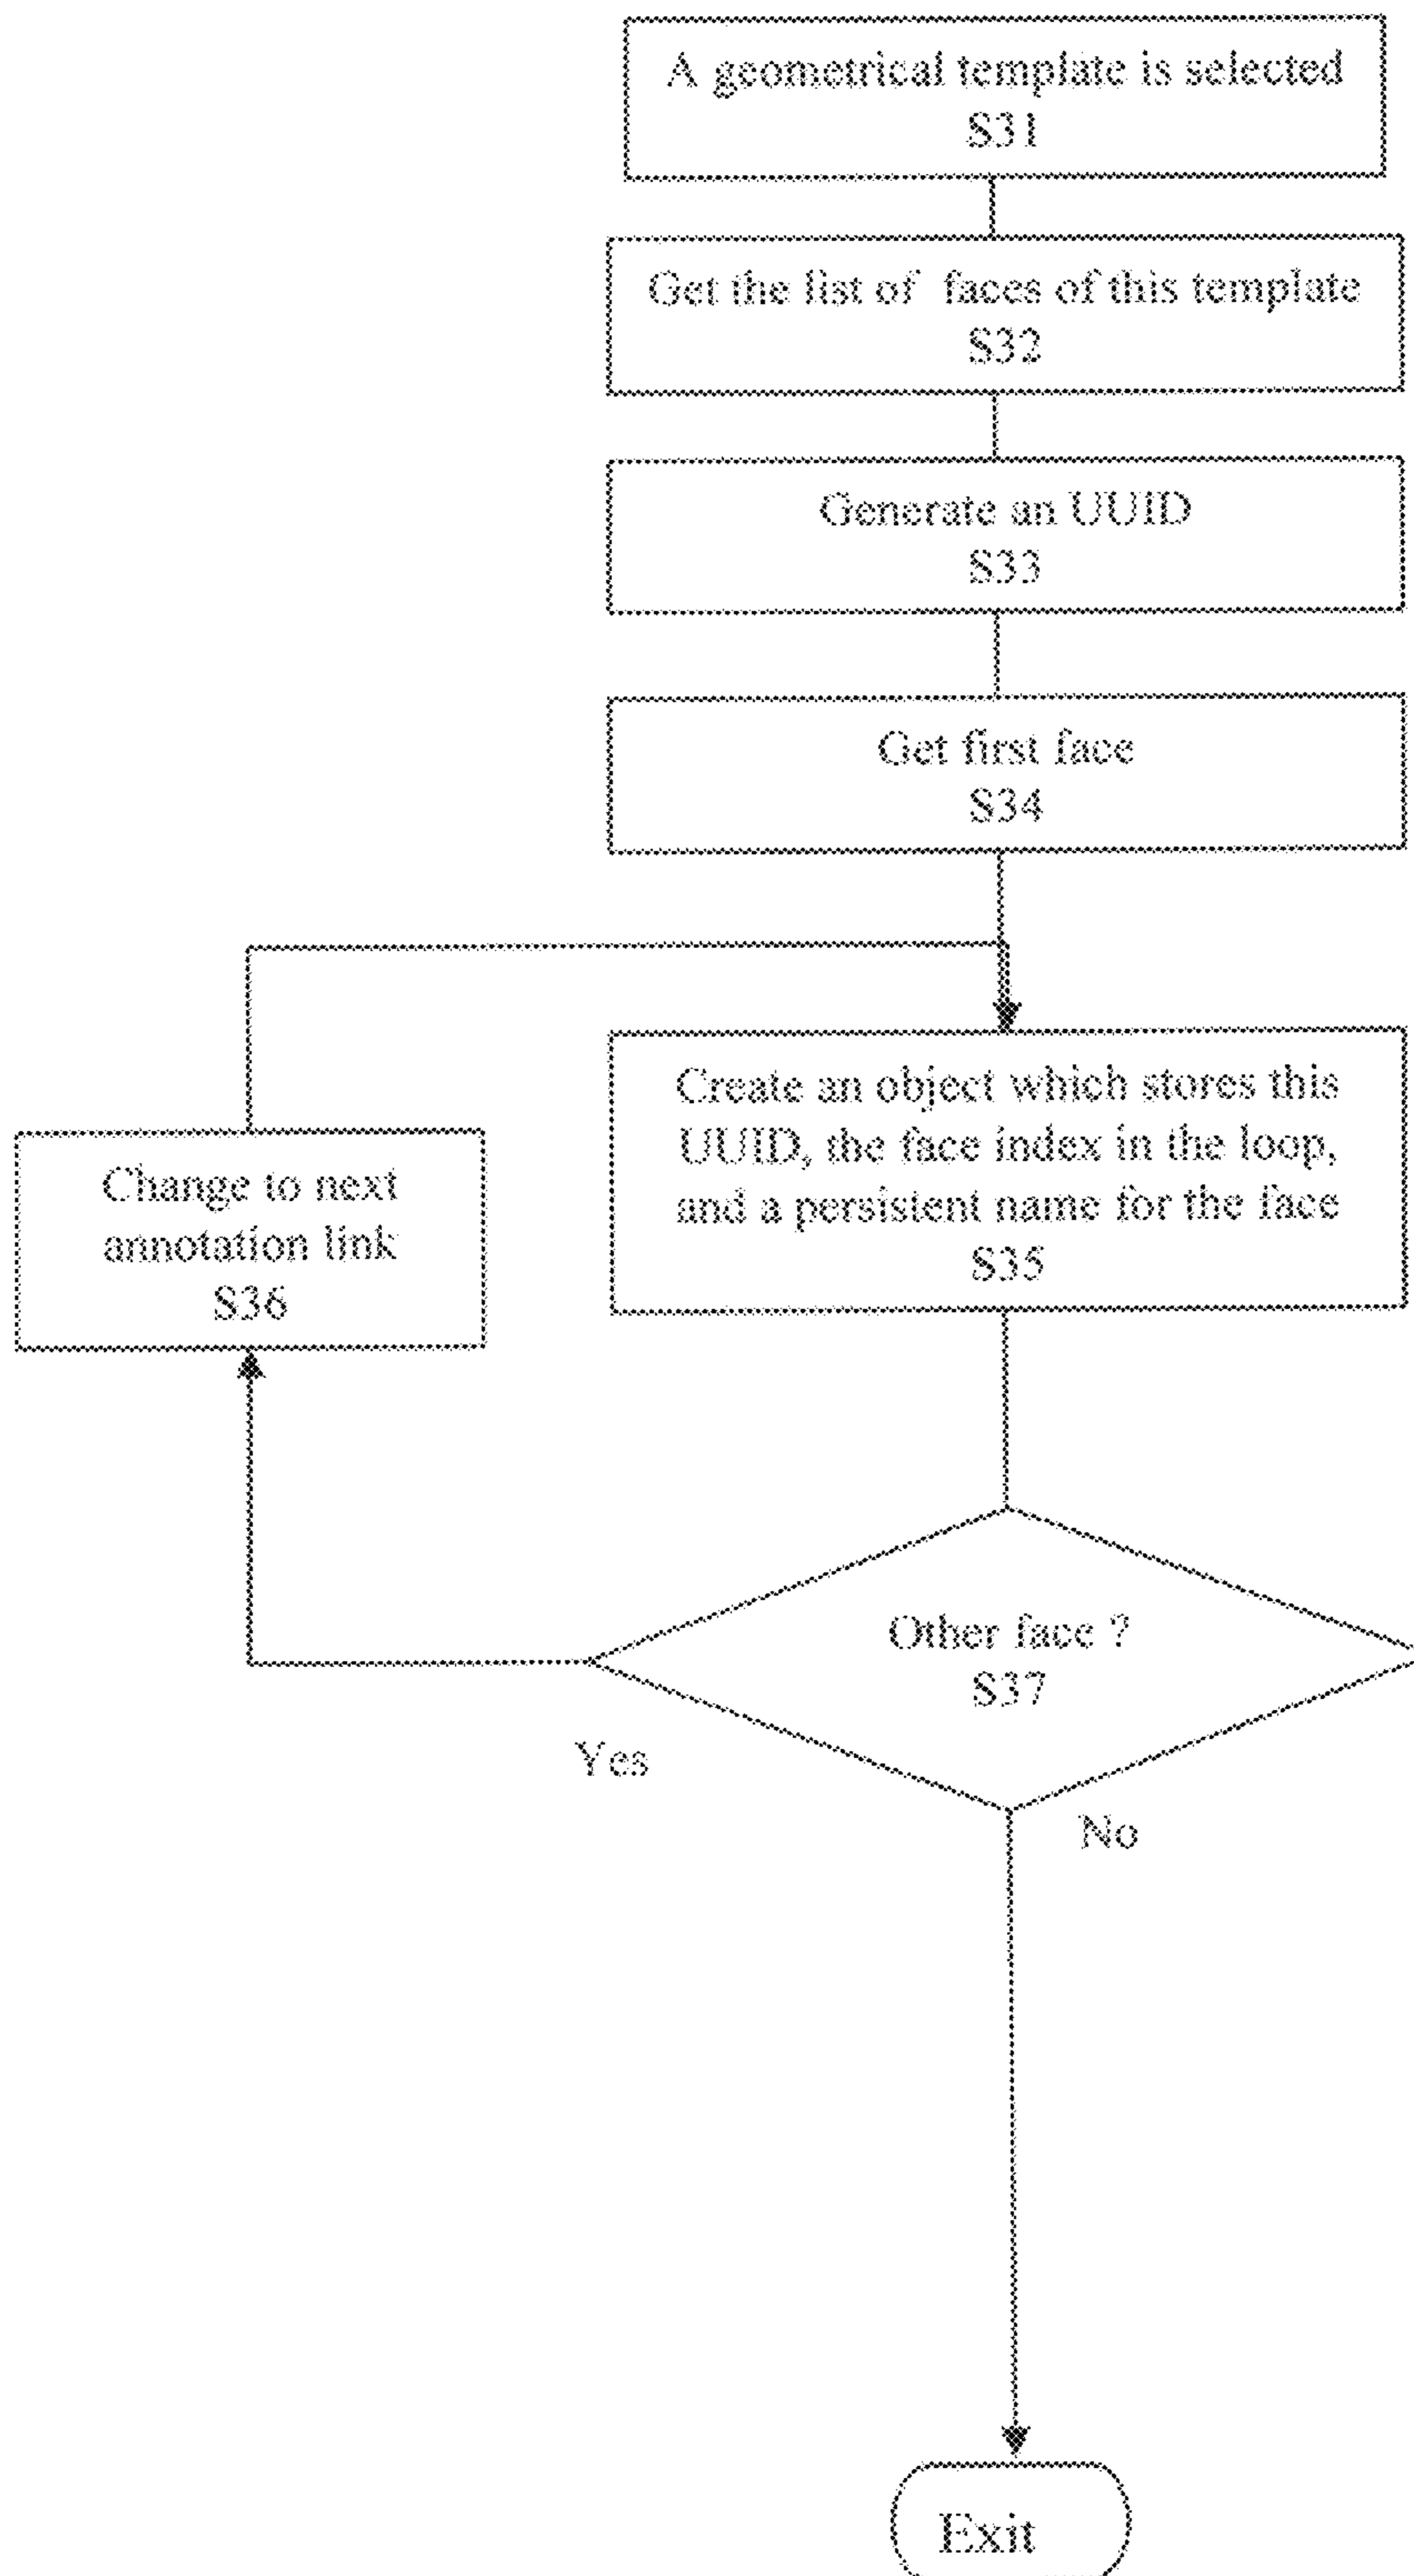 A geometrical template is selected
S31
Get the list of faces of this template
S32
Generate an UUID
S33
Get first face
S34
Create an object which stores this
UUID, the face index in the loop,
and a persistent name for the face
S35
Change to next
annotation link
S36
Other face ?
S37
Yes
No
Exit